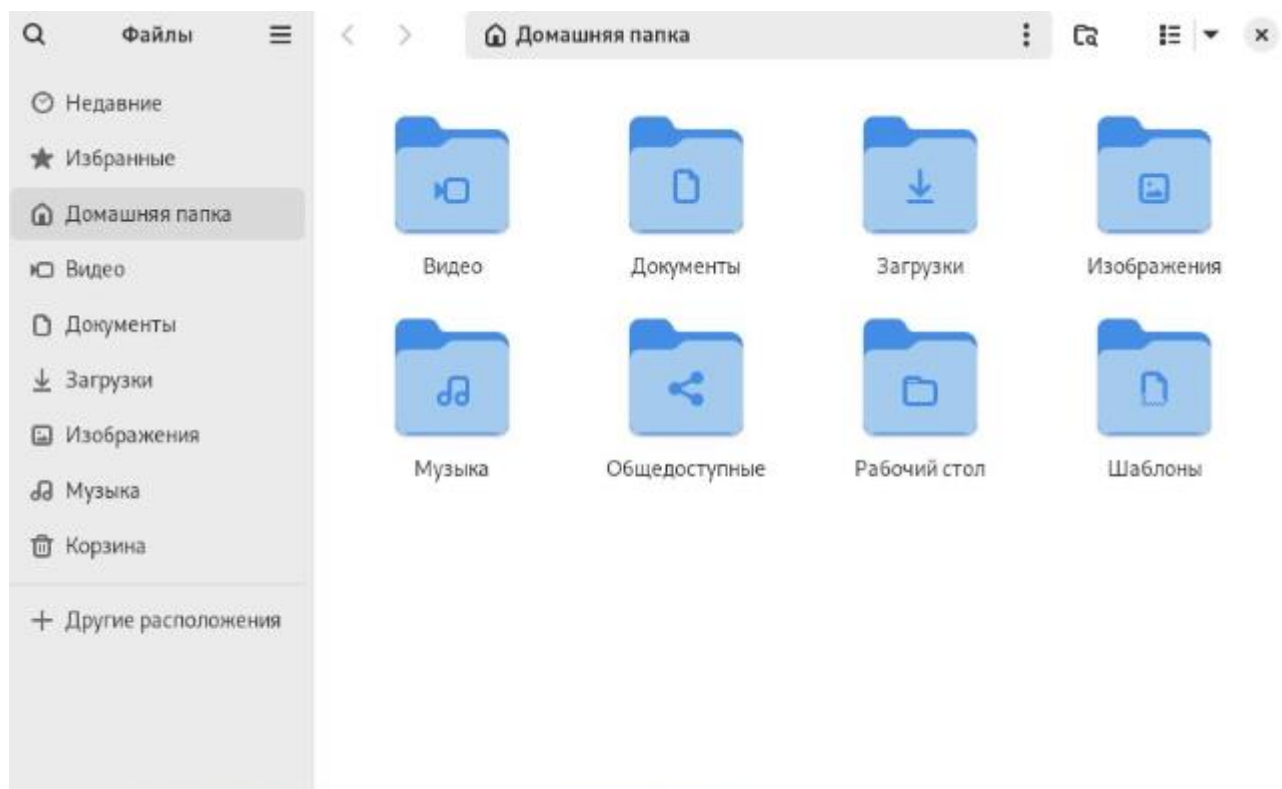 Файлы
Домашняя папка
Недавние
Избранные
Домашняя папка
Видео
Документы
Загрузки
Изображения
Музыка
Корзина
Другие расположения
Видео
Документы
Загрузки
Изображения
Музыка
Общедоступные
Рабочий стол
Шаблоны